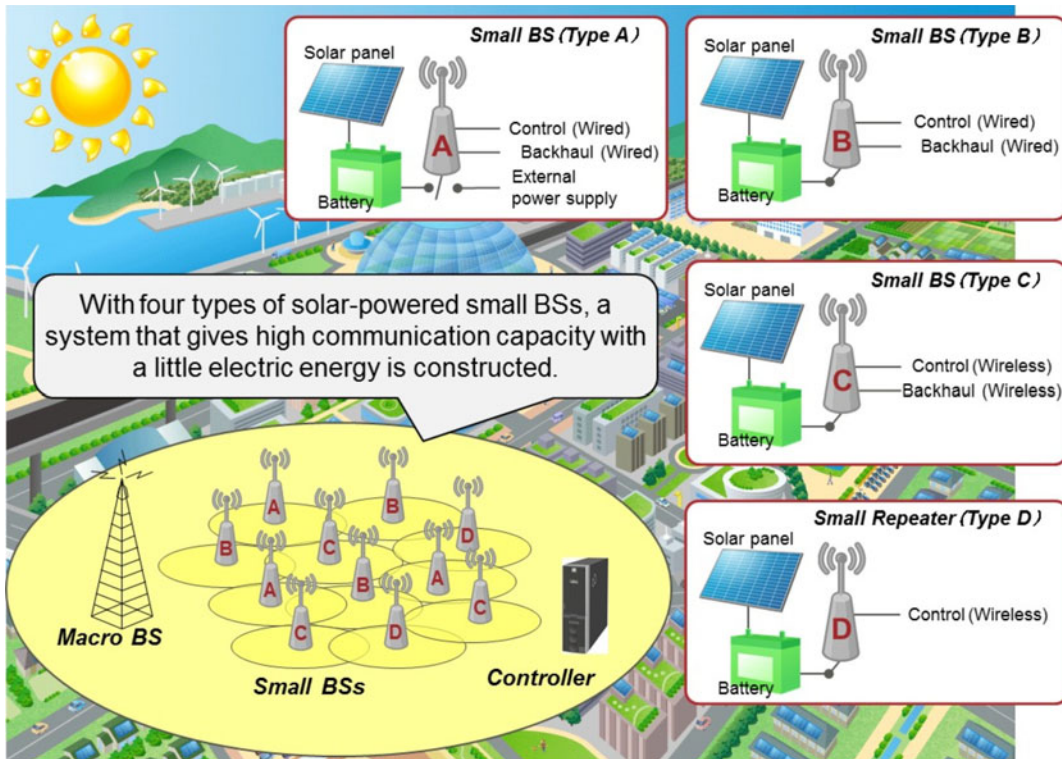 Small BS (Type A)
Solar panel
A
Control (Wired)
Backhaul (Wired)
External
power supply
Battery
Small BS (Type B)
Solar panel
B
Control (Wired)
Backhaul (Wired)
Battery
With four types of solar-powered small BSs, a
system that gives high communication capacity with
a little electric energy is constructed.
Small BS (Type C)
Solar panel
C
Control (Wireless)
Backhaul (Wireless)
Battery
Small Repeater (Type D)
Solar panel
D
Control (Wireless)
Battery
A
B
B
C
D
A
B
A
C
C
D
Macro BS
Small BSs
Controller